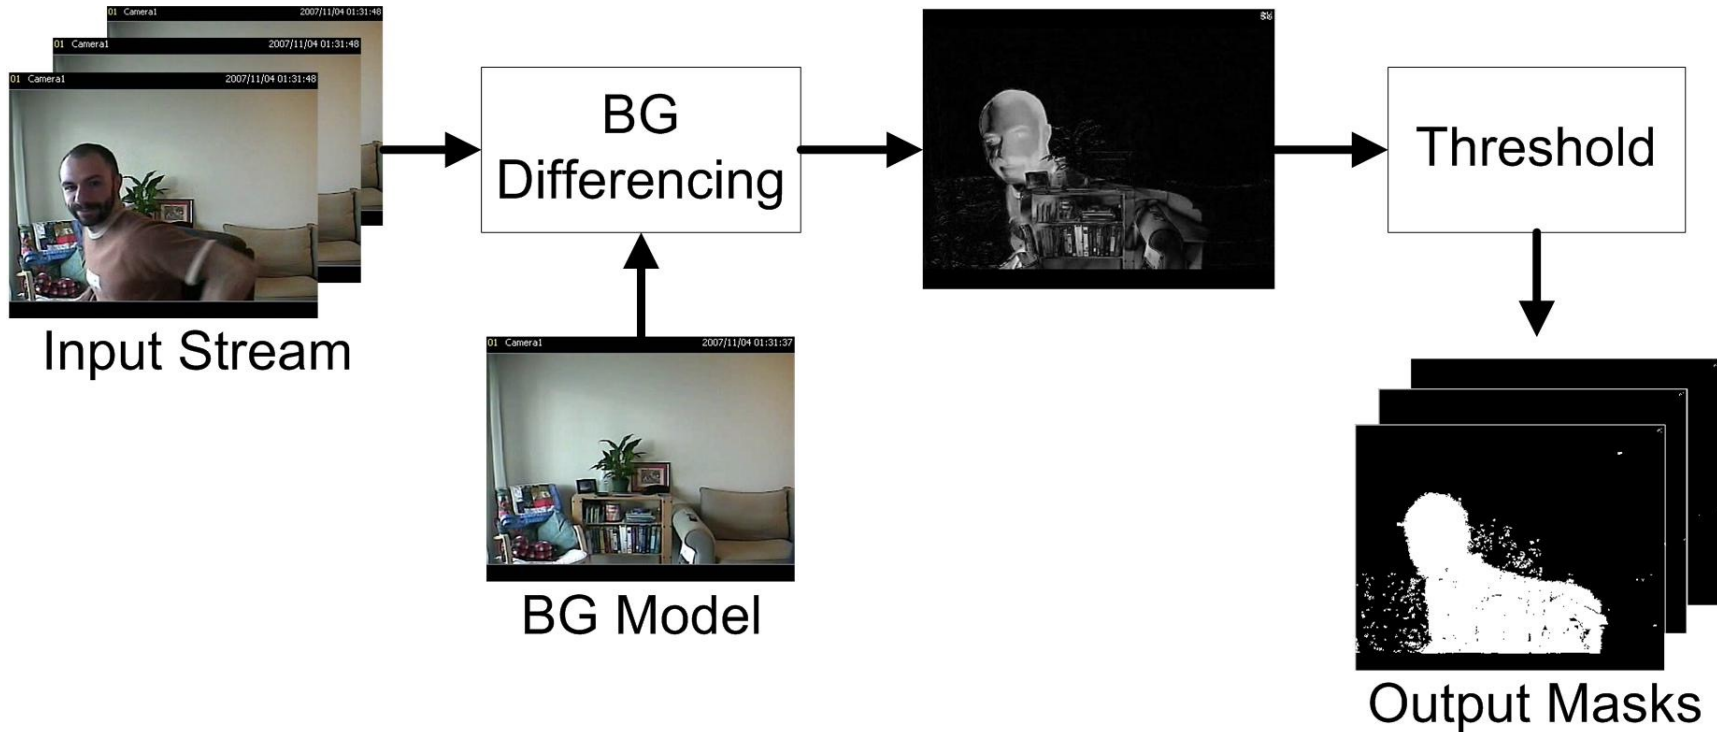 01 Camera1 2007/11/04 01:31:48
01 Camera1 2007/11/04 01:31:48
01 Camera1 2007/11/04 01:31:48
Input Stream
BG
Differencing
01 Camera1 2007/11/04 01:31:37
BG Model
Threshold
Output Masks